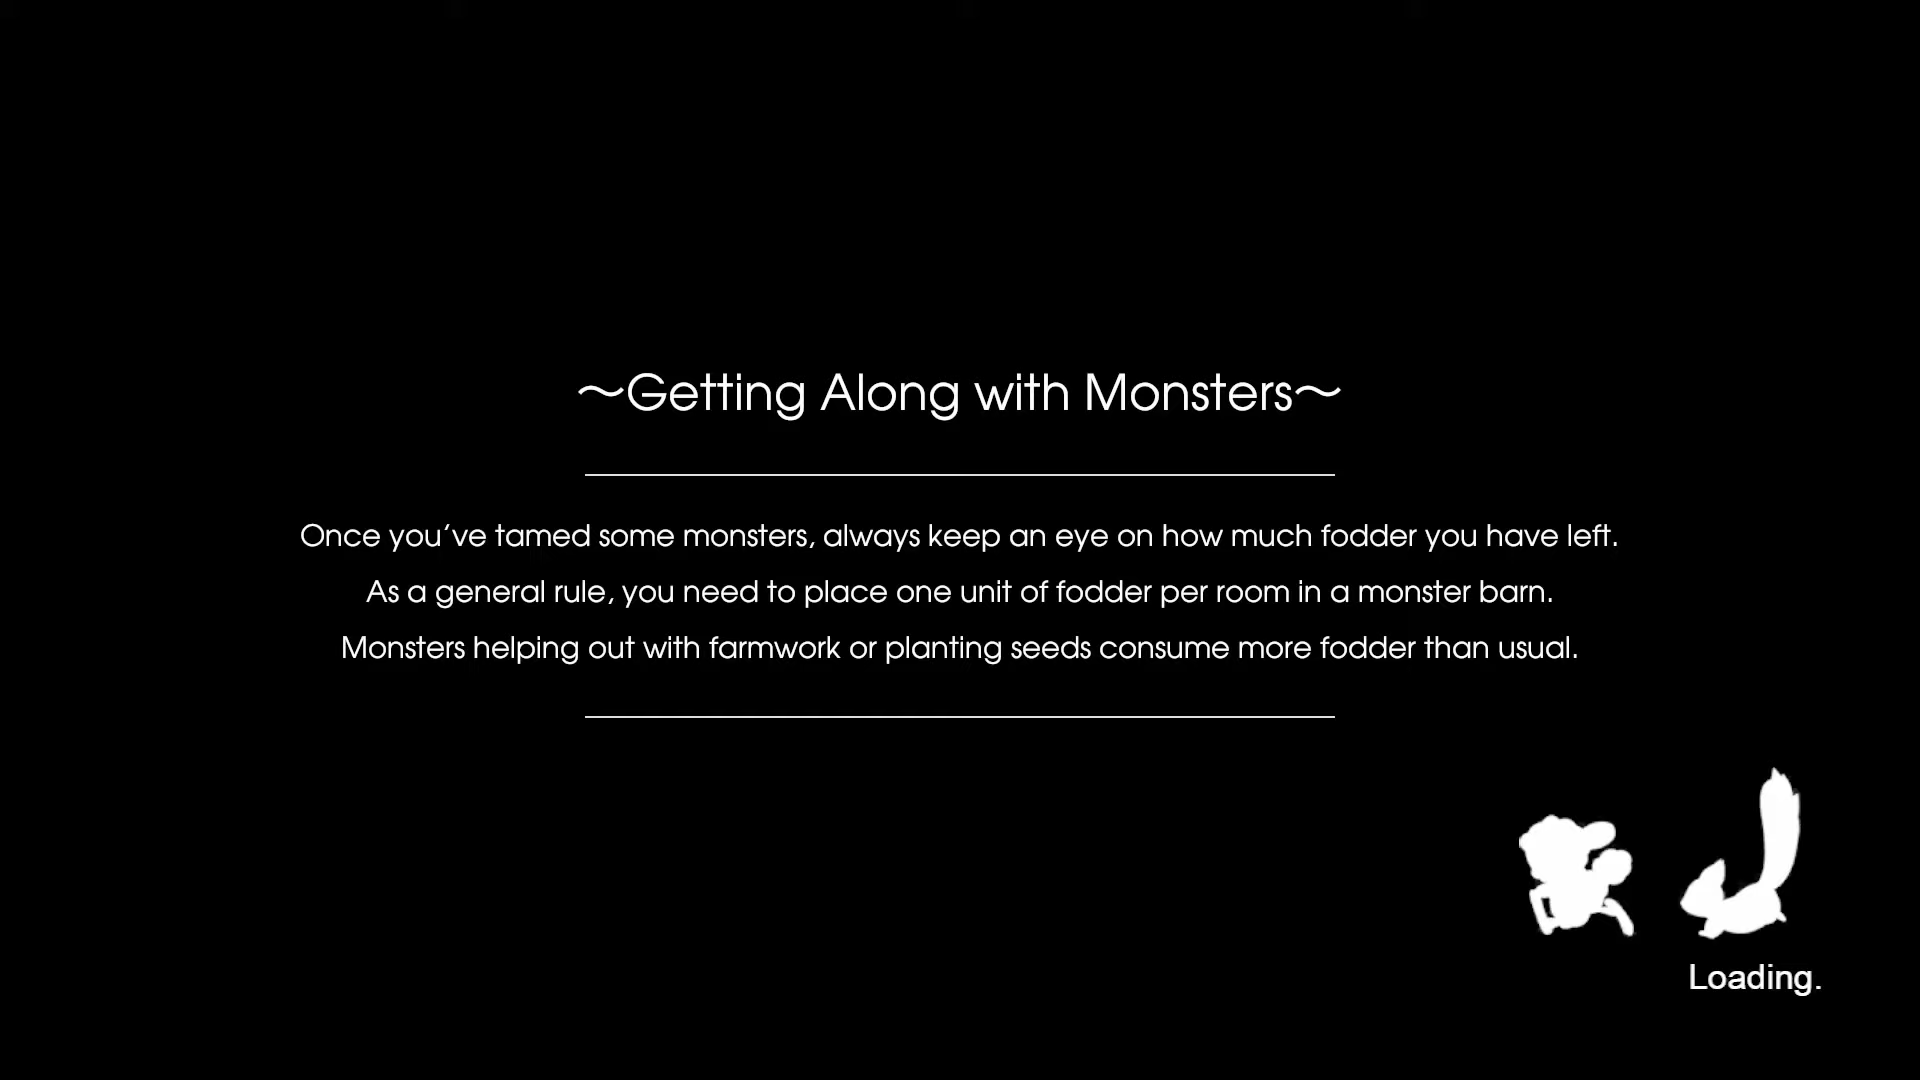 ～Getting Along with Monsters～
Once you’ve tamed some monsters, always keep an eye on how much fodder you have left.
As a general rule, you need to place one unit of fodder per room in a monster barn.
Monsters helping out with farmwork or planting seeds consume more fodder than usual.
Loading.